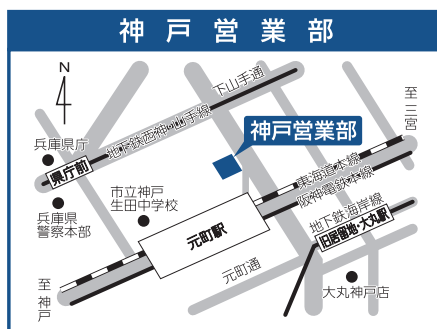 神戸営業部
N
下山手通
至三宮
兵庫県庁
地下鉄西神・山手線
神戸営業部
県庁前
東海道本線
阪神電鉄本線
市立神戸
生田中学校
兵庫県
警察本部
地下鉄海岸線
元町駅
旧居留地・大丸駅
元町通
至神戸
大丸神戸店